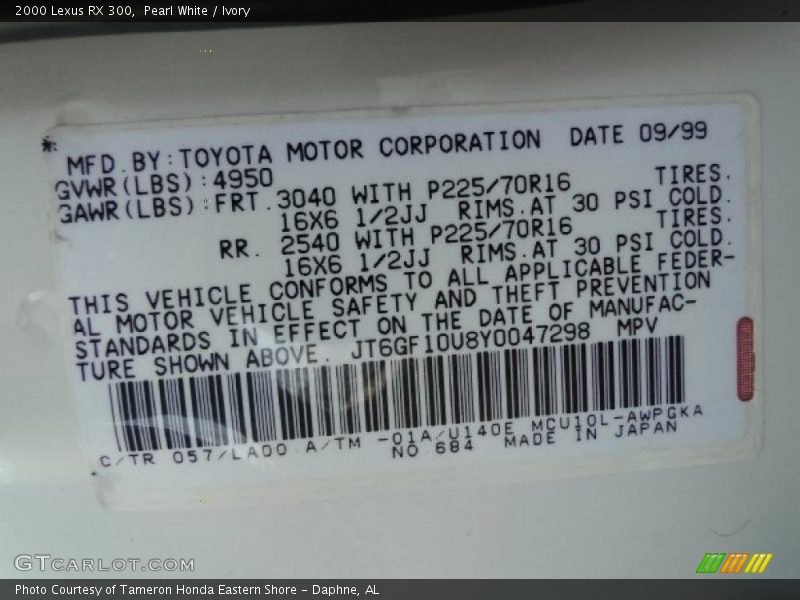 2000 Lexus RX 300, Pearl White / Ivory
* MFD.BY:TOYOTA MOTOR CORPORATION DATE 09/99
GVWR(LBS):4950
GAWR(LBS):FRT.3040 WITH P225/70R16 TIRES.
16X6 1/2JJ RIMS.AT 30 PSI COLD.
RR. 2540 WITH P225/70R16 TIRES.
16X6 1/2JJ RIMS.AT 30 PSI COLD.
THIS VEHICLE CONFORMS TO ALL APPLICABLE FEDER-
AL MOTOR VEHICLE SAFETY AND THEFT PREVENTION
STANDARDS IN EFFECT ON THE DATE OF MANUFAC-
TURE SHOWN ABOVE. JT6GF10U8Y0047298 MPV
C/TR 057/LA00 A/TM -01A/U140E MCU10L-AWPGKA
NO 684 MADE IN JAPAN
GTCARLOT.COM
Photo Courtesy of Tameron Honda Eastern Shore - Daphne, AL